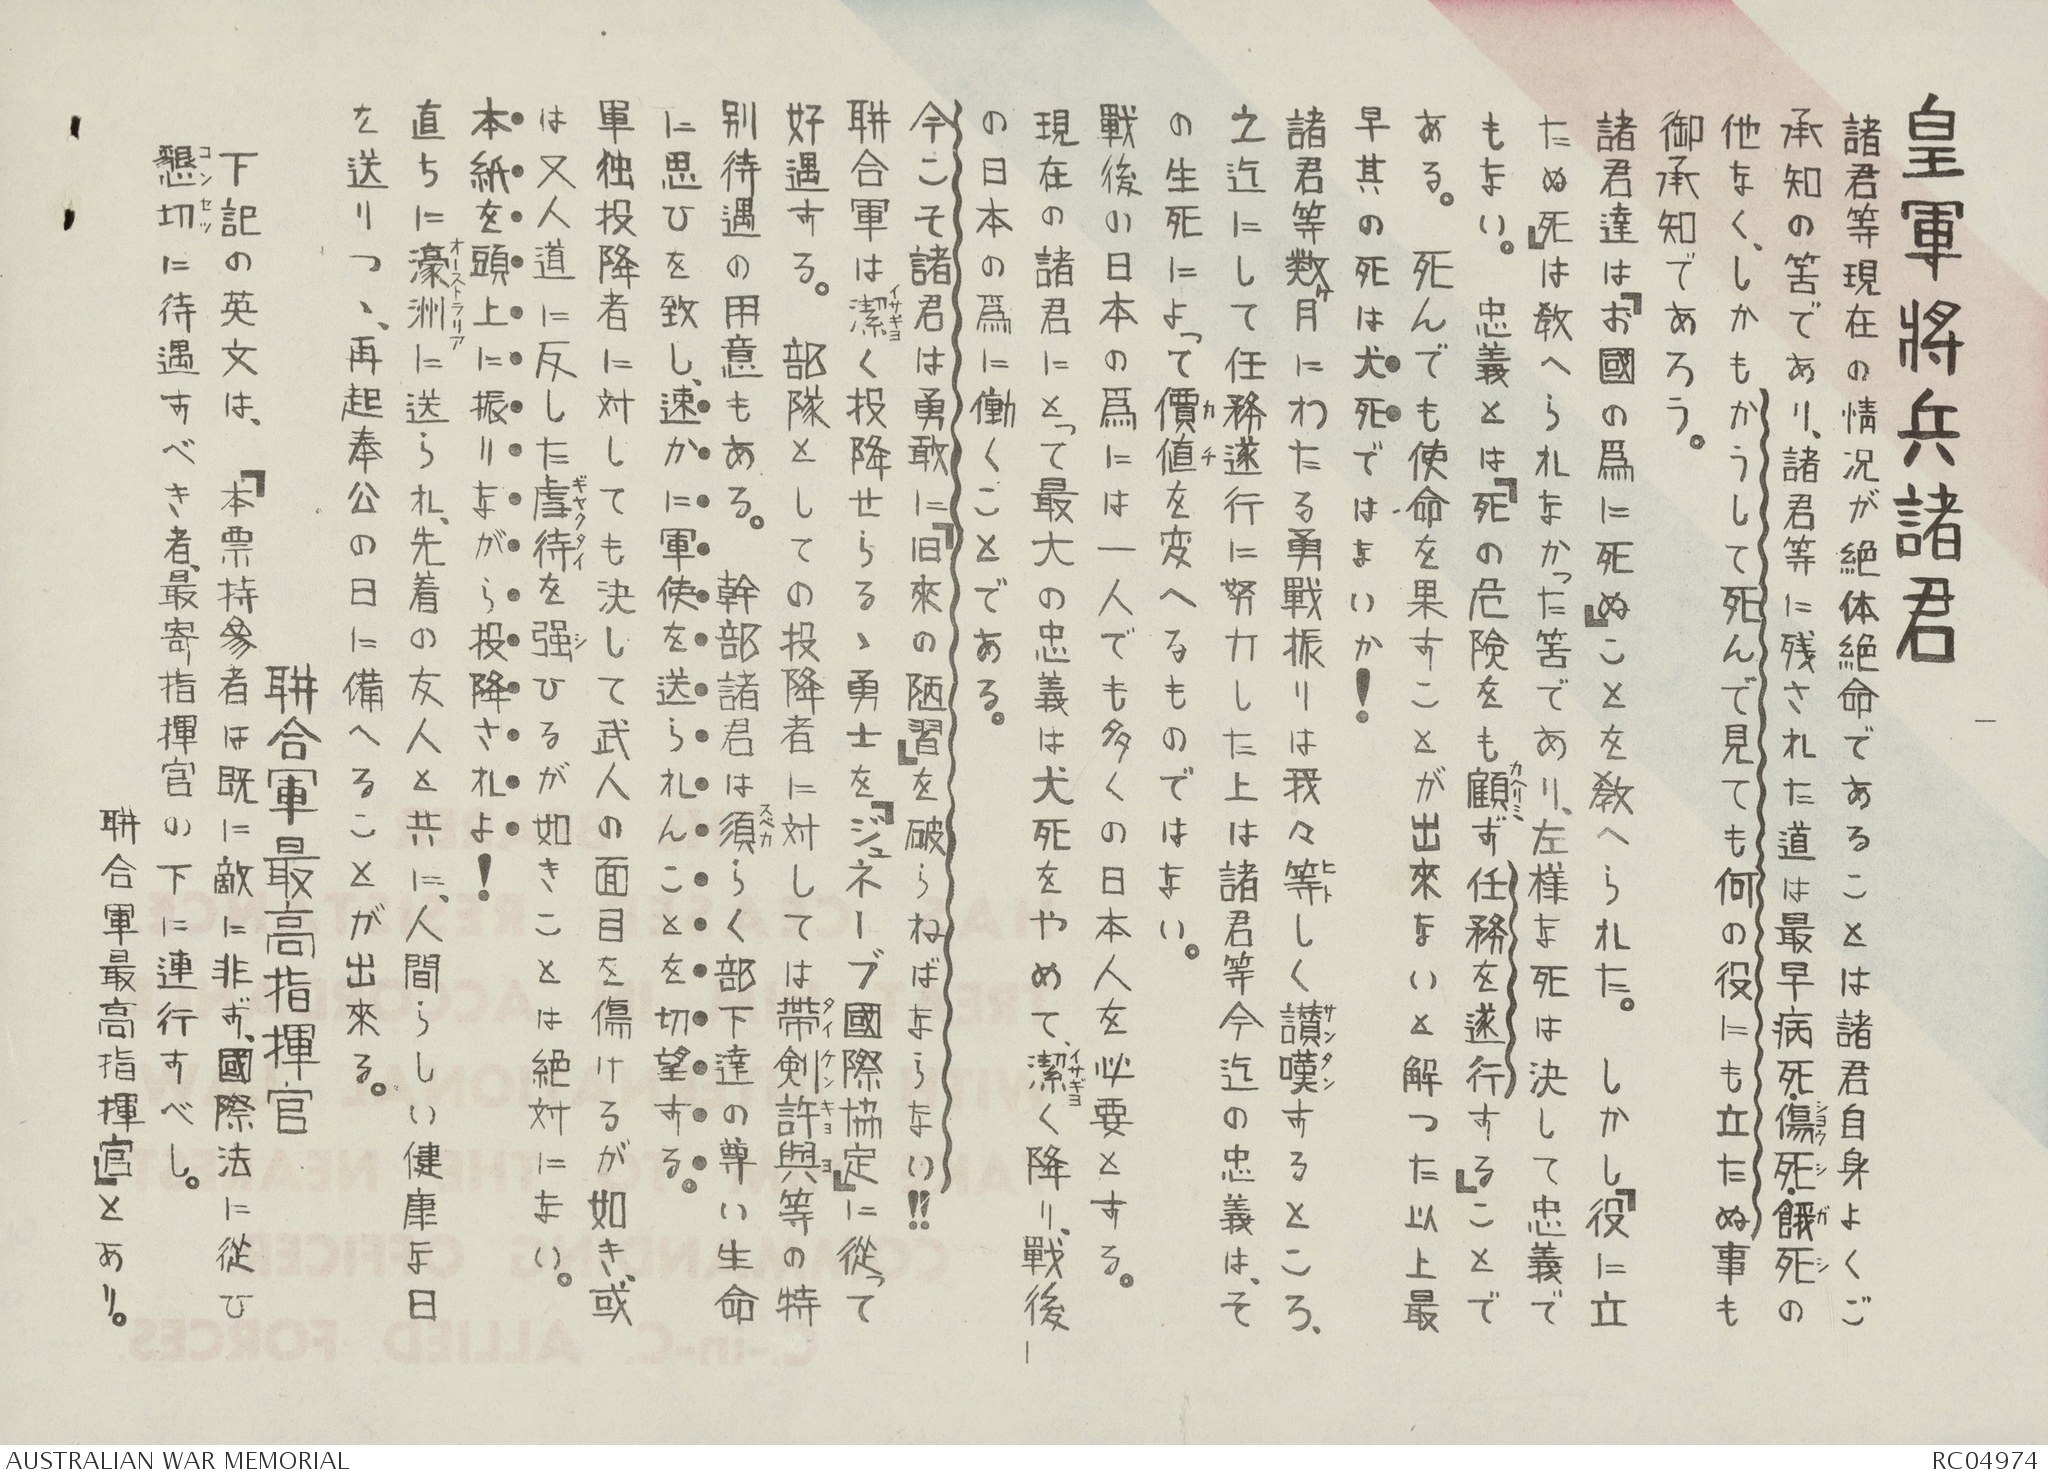 皇軍將兵諸君
諸君等現在の情況が絶体絶命であることは諸君自身よくご
承知の筈であり、諸君等に残された道は最早病死・傷死・餓死の
他なく、しかもかうして死んで見ても何の役にも立たぬ事も
御承知であろう。
諸君達は『お國の爲に死ぬ』ことを教へられた。 しかし『役に立
たぬ死』は教へられなかった筈であり、左様な死は決して忠義で
もない。 忠義とは『死の危険をも顧ず任務を遂行する』ことで
ある。 死んでも使命を果すことが出來ないと解つた以上最
早其の死は犬死ではまいか!
諸君等数ヶ月にわたる勇戰振りは我々等しく讃嘆するところ、
之迄にして任務遂行に努力した上は諸君等今迄の忠義は、そ
の生死によって價値を変へるものではない。
戰後の日本の爲には一人でも多くの日本人を必要とする。
現在の諸君にとって最大の忠義は犬死をやめて、潔く降り、戰後
の日本の爲に働くことである。
今こそ諸君は勇敢に『旧來の陋習』を破らねばならない!!
聨合軍は潔く投降せらるゝ勇士を『ジュネーブ國際協定』に從って
好遇する。 部隊としての投降者に対しては帶剣許與等の特
別待遇の用意もある。 幹部諸君は須らく部下達の尊い生命
に思ひを致し、速かに軍使を送られんことを切望する。
單独投降者に対しても決して武人の面目を傷けるが如き、或
は又人道に反した虐待を强ひるが如きことは絶対にない。
本紙を頭上に振りながら投降されよ!
直ちに濠洲に送られ、先着の友人と共に、人間らしい健康な日
を送りつゝ、再起奉公の日に備へることが出來る。
聨合軍最高指揮官
下記の英文は、『本票持參者は既に敵に非ず、國際法に從ひ
懇切に待遇すべき者、最寄指揮官の下に連行すべし。
聨合軍最高指揮官』とあり。
AUSTRALIAN WAR MEMORIAL
RC04974